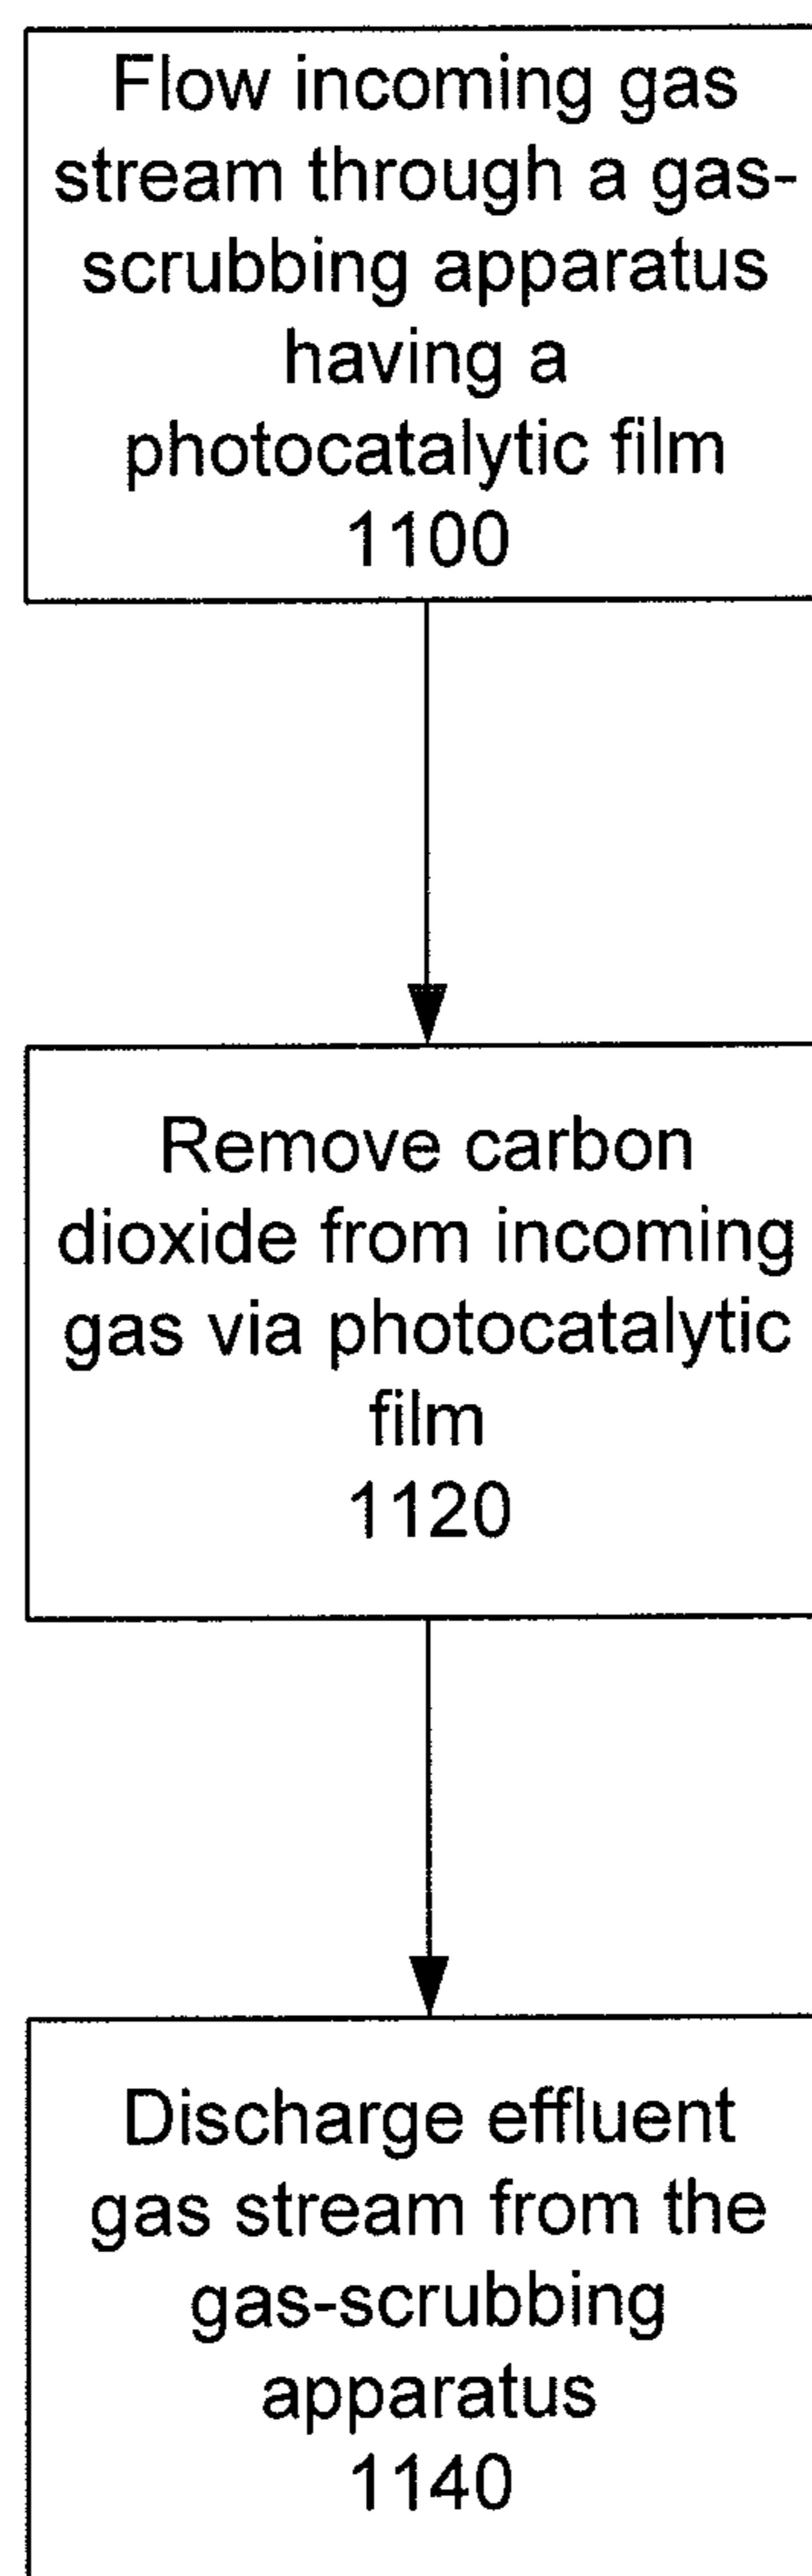 Flow incoming gas
stream through a gas-
scrubbing apparatus
having a
photocatalytic film
1100
Remove carbon
dioxide from incoming
gas via photocatalytic
film
1120
Discharge effluent
gas stream from the
gas-scrubbing
apparatus
1140